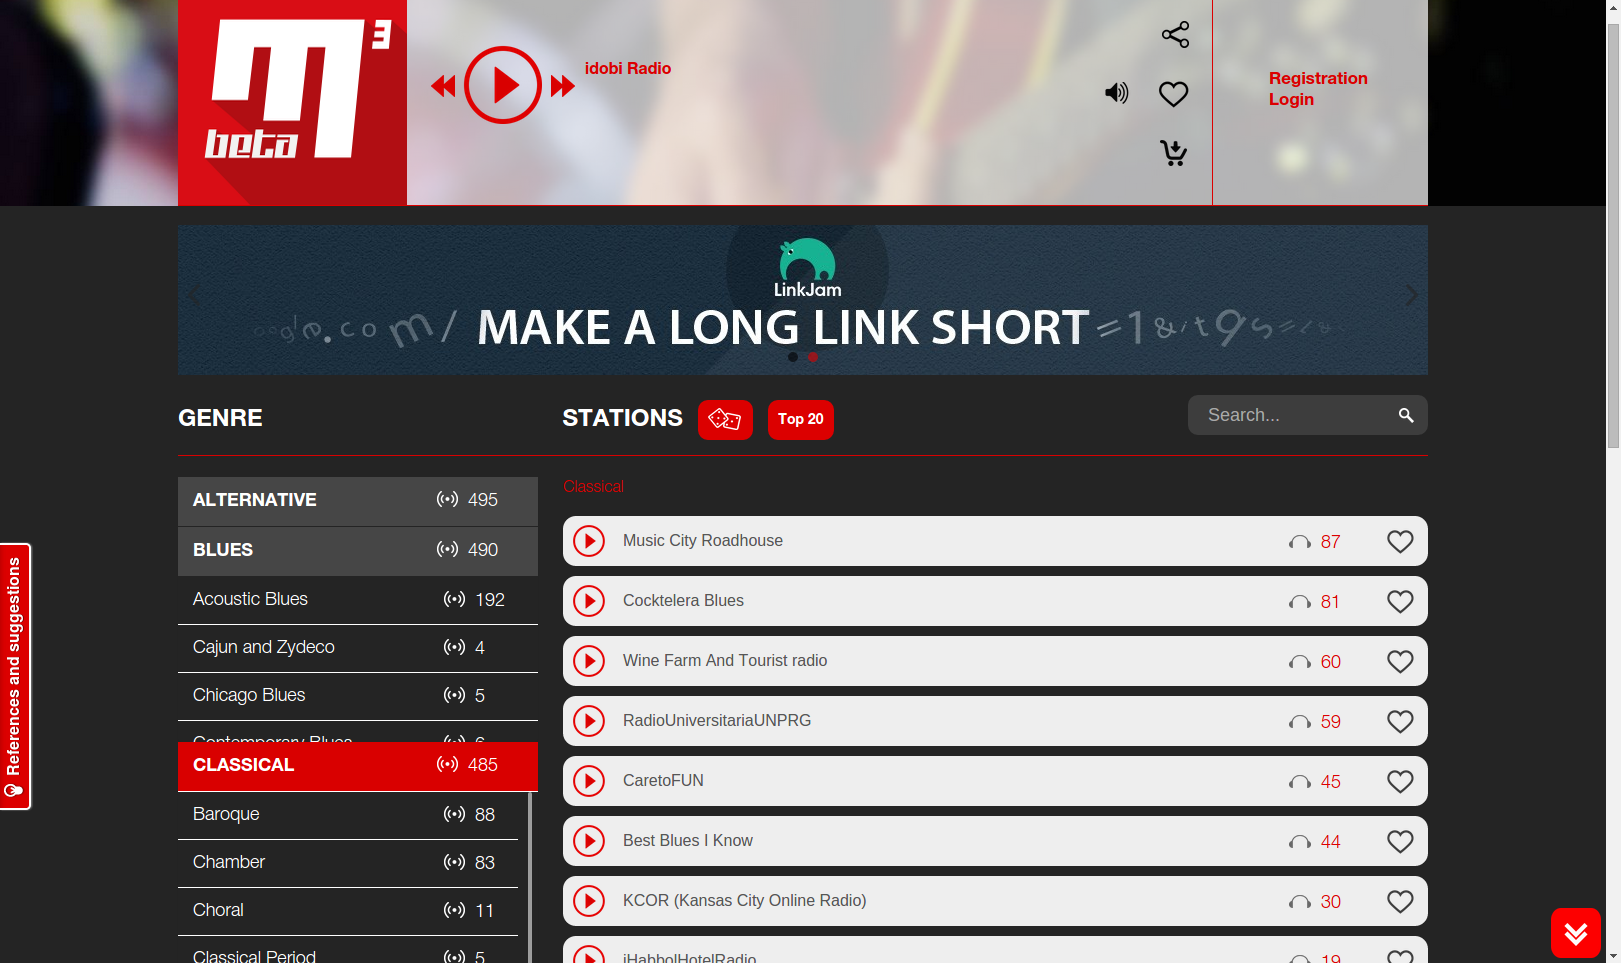 3
beta
idobi Radio
Registration
Login
LinkJam
oogle.com/ MAKE A LONG LINK SHORT =1&it9s=1&
GENRE
STATIONS
Top 20
Search...
ALTERNATIVE 495
BLUES 490
Acoustic Blues 192
Cajun and Zydeco 4
Chicago Blues 5
Contemporary Blues 6
CLASSICAL 485
Baroque 88
Chamber 83
Choral 11
Classical Period 5
Classical
Music City Roadhouse 87
Cocktelera Blues 81
Wine Farm And Tourist radio 60
RadioUniversitariaUNPRG 59
CaretoFUN 45
Best Blues I Know 44
KCOR (Kansas City Online Radio) 30
iHabboHotelRadio 19
References and suggestions